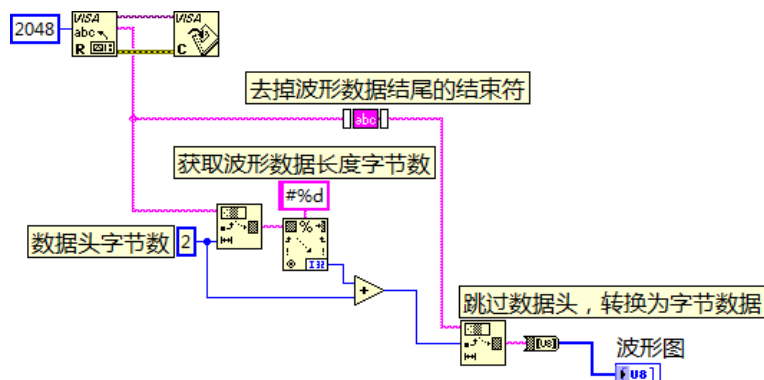 2048
VISA
abc
R
VISA
C
去掉波形数据结尾的结束符
abc
获取波形数据长度字节数
#%d
数据头字节数
2
%
I32
+
跳过数据头，转换为字节数据
[U8]
波形图
U8